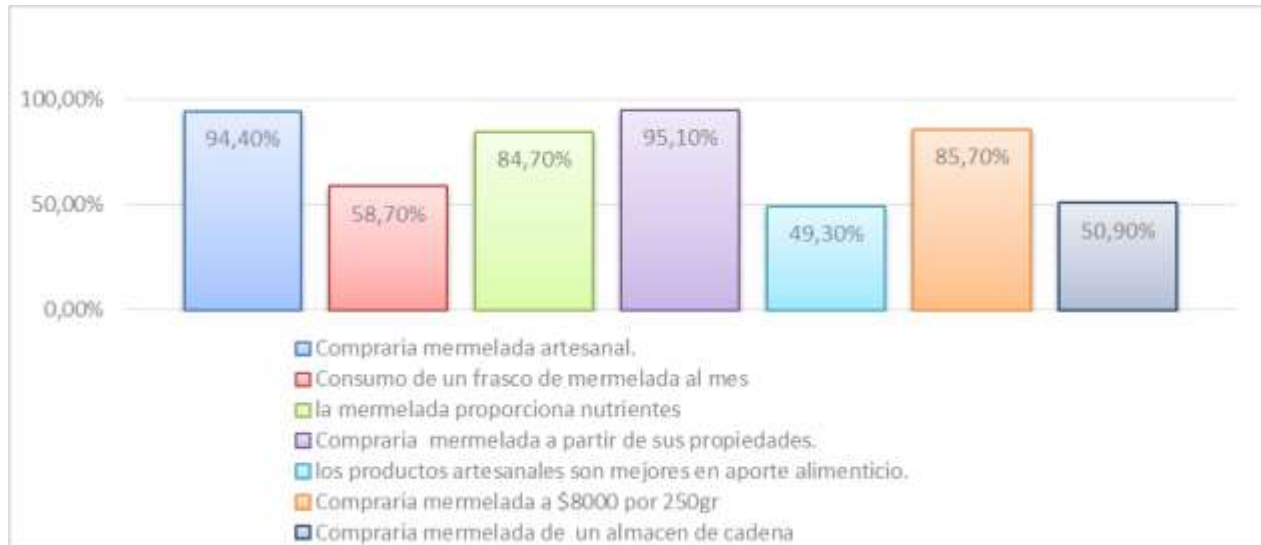 100,00%
50,00%
0,00%
94,40%
58,70%
84,70%
95,10%
49,30%
85,70%
50,90%
Compraria mermelada artesanal.
Consumo de un frasco de mermelada al mes
la mermelada proporciona nutrientes
Compraria mermelada a partir de sus propiedades.
los productos artesanales son mejores en aporte alimenticio.
Compraria mermelada a $8000 por 250gr
Compraria mermelada de un almacen de cadena